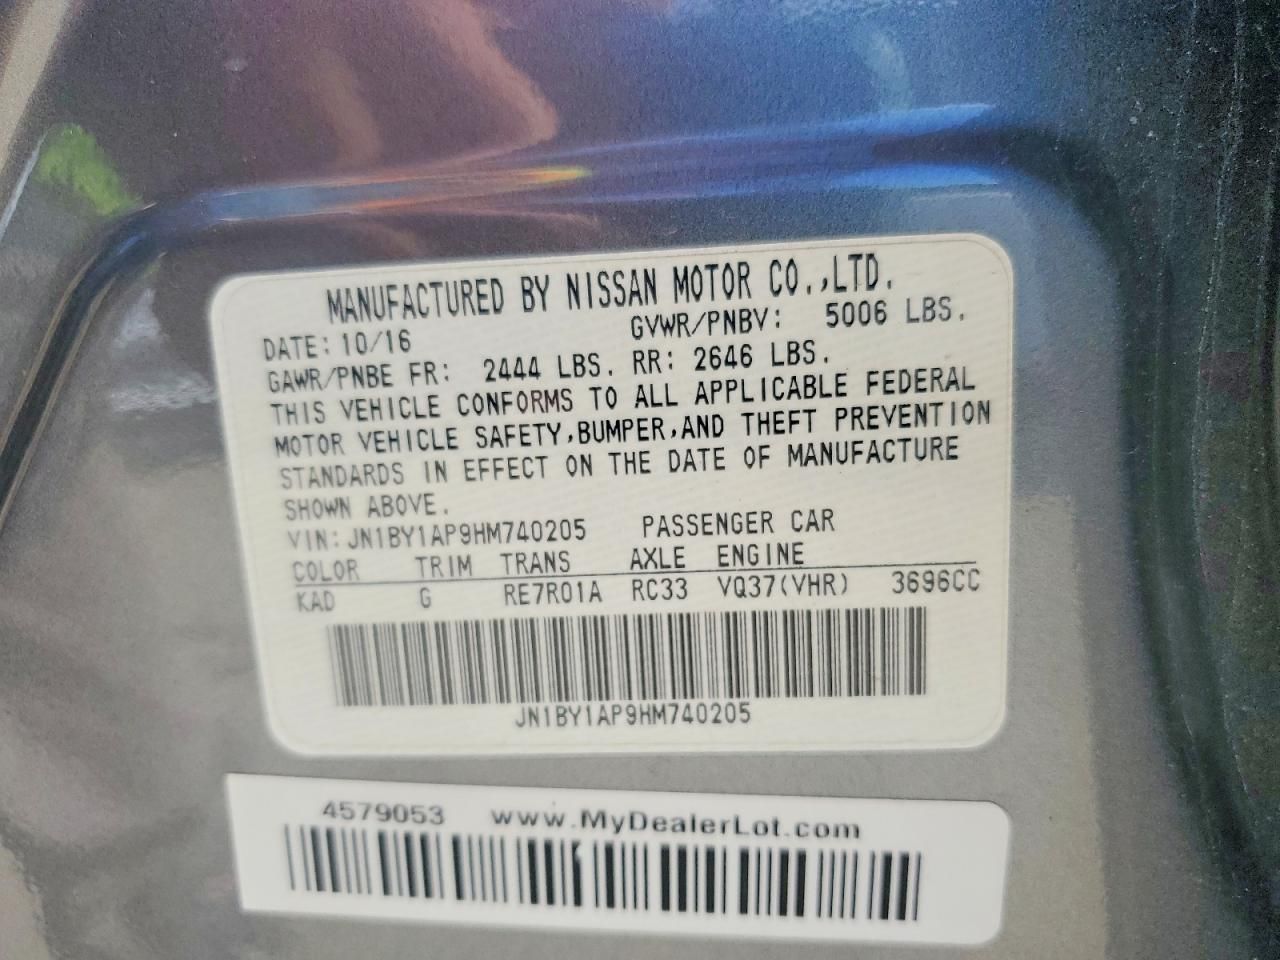 MANUFACTURED BY NISSAN MOTOR CO.,LTD.
DATE: 10/16 GVWR/PNBV: 5006 LBS.
GAWR/PNBE FR: 2444 LBS. RR: 2646 LBS.
THIS VEHICLE CONFORMS TO ALL APPLICABLE FEDERAL
MOTOR VEHICLE SAFETY,BUMPER,AND THEFT PREVENTION
STANDARDS IN EFFECT ON THE DATE OF MANUFACTURE
SHOWN ABOVE.
VIN: JN1BY1AP9HM740205 PASSENGER CAR
COLOR TRIM TRANS AXLE ENGINE
KAD G RE7R01A RC33 VQ37(VHR) 3696CC
JN1BY1AP9HM740205
4579053 www.MyDealerLot.com